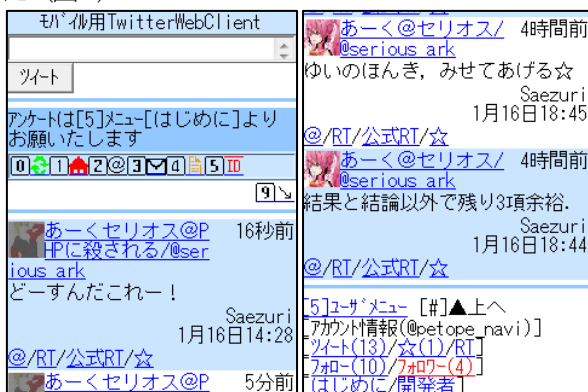 ﾓﾊﾞｲﾙ用TwitterWebClient
ﾂｲｰﾄ
ｱﾝｹｰﾄは[5]ﾒﾆｭｰ[はじめに]より
お願いたします
0 1 2 @ 3 4 5 ID
9
あーくセリオス@P 16秒前
HPに殺される/@ser
ious_ark
どーすんだこれー！
Saezuri
1月16日14:28
@/RT/公式RT/☆
あーくセリオス@P 5分前
あーく@セリオス/ 4時間前
@serious_ark
ゆいのほんき，みせてあげる☆
Saezuri
1月16日18:45
@/RT/公式RT/☆
あーく@セリオス/ 4時間前
@serious_ark
結果と結論以外で残り3項余裕．
Saezuri
1月16日18:44
@/RT/公式RT/☆
[5]ﾕｰｻﾞﾒﾆｭｰ [#]▲上へ
[ｱｶｳﾝﾄ情報(@petope_navi)]
[ﾂｲｰﾄ(13)/☆(1)/RT]
[ﾌｫﾛｰ(10)/ﾌｫﾛﾜｰ(4)]
[はじめに/開発者]